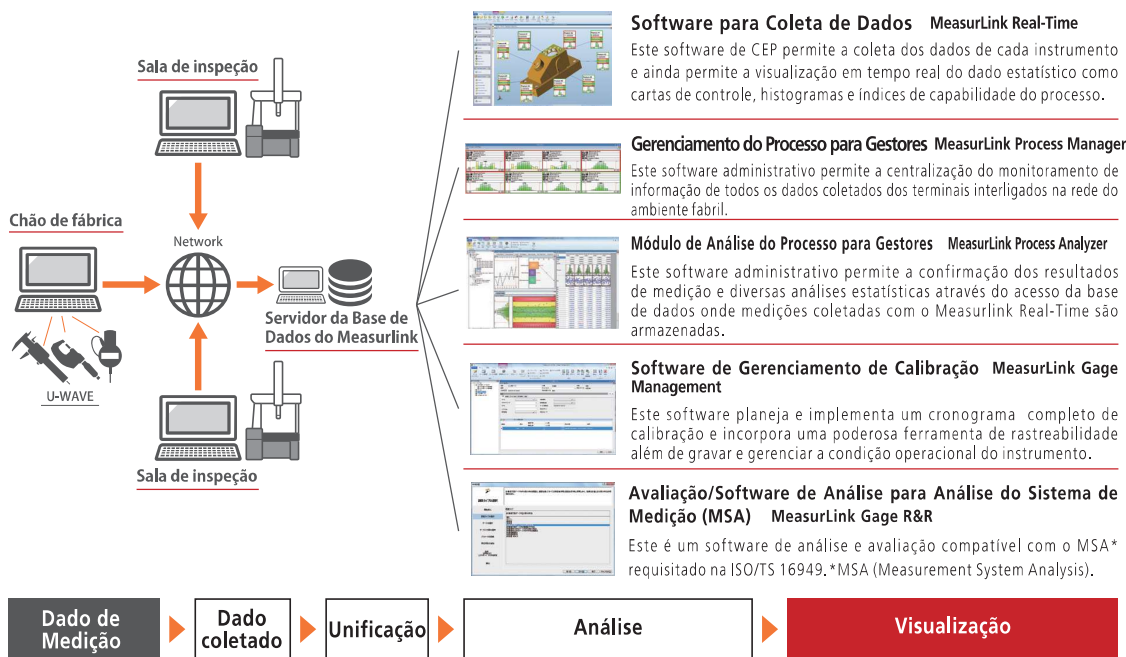 Sala de inspeção
Chão de fábrica
Network
U-WAVE
Servidor da Base de
Dados do Measurlink
Sala de inspeção
Software para Coleta de Dados MeasurLink Real-Time
Este software de CEP permite a coleta dos dados de cada instrumento
e ainda permite a visualização em tempo real do dado estatístico como
cartas de controle, histogramas e índices de capabilidade do processo.
Gerenciamento do Processo para Gestores MeasurLink Process Manager
Este software administrativo permite a centralização do monitoramento de
informação de todos os dados coletados dos terminais interligados na rede do
ambiente fabril.
Módulo de Análise do Processo para Gestores MeasurLink Process Analyzer
Este software administrativo permite a confirmação dos resultados
de medição e diversas análises estatísticas através do acesso da base
de dados onde medições coletadas com o Measurlink Real-Time são
armazenadas.
Software de Gerenciamento de Calibração MeasurLink Gage
Management
Este software planeja e implementa um cronograma completo de
calibração e incorpora uma poderosa ferramenta de rastreabilidade
além de gravar e gerenciar a condição operacional do instrumento.
Avaliação/Software de Análise para Análise do Sistema de
Medição (MSA) MeasurLink Gage R&R
Este é um software de análise e avaliação compatível com o MSA*
requisitado na ISO/TS 16949.*MSA (Measurement System Analysis).
Dado de
Medição
Dado
coletado
Unificação
Análise
Visualização